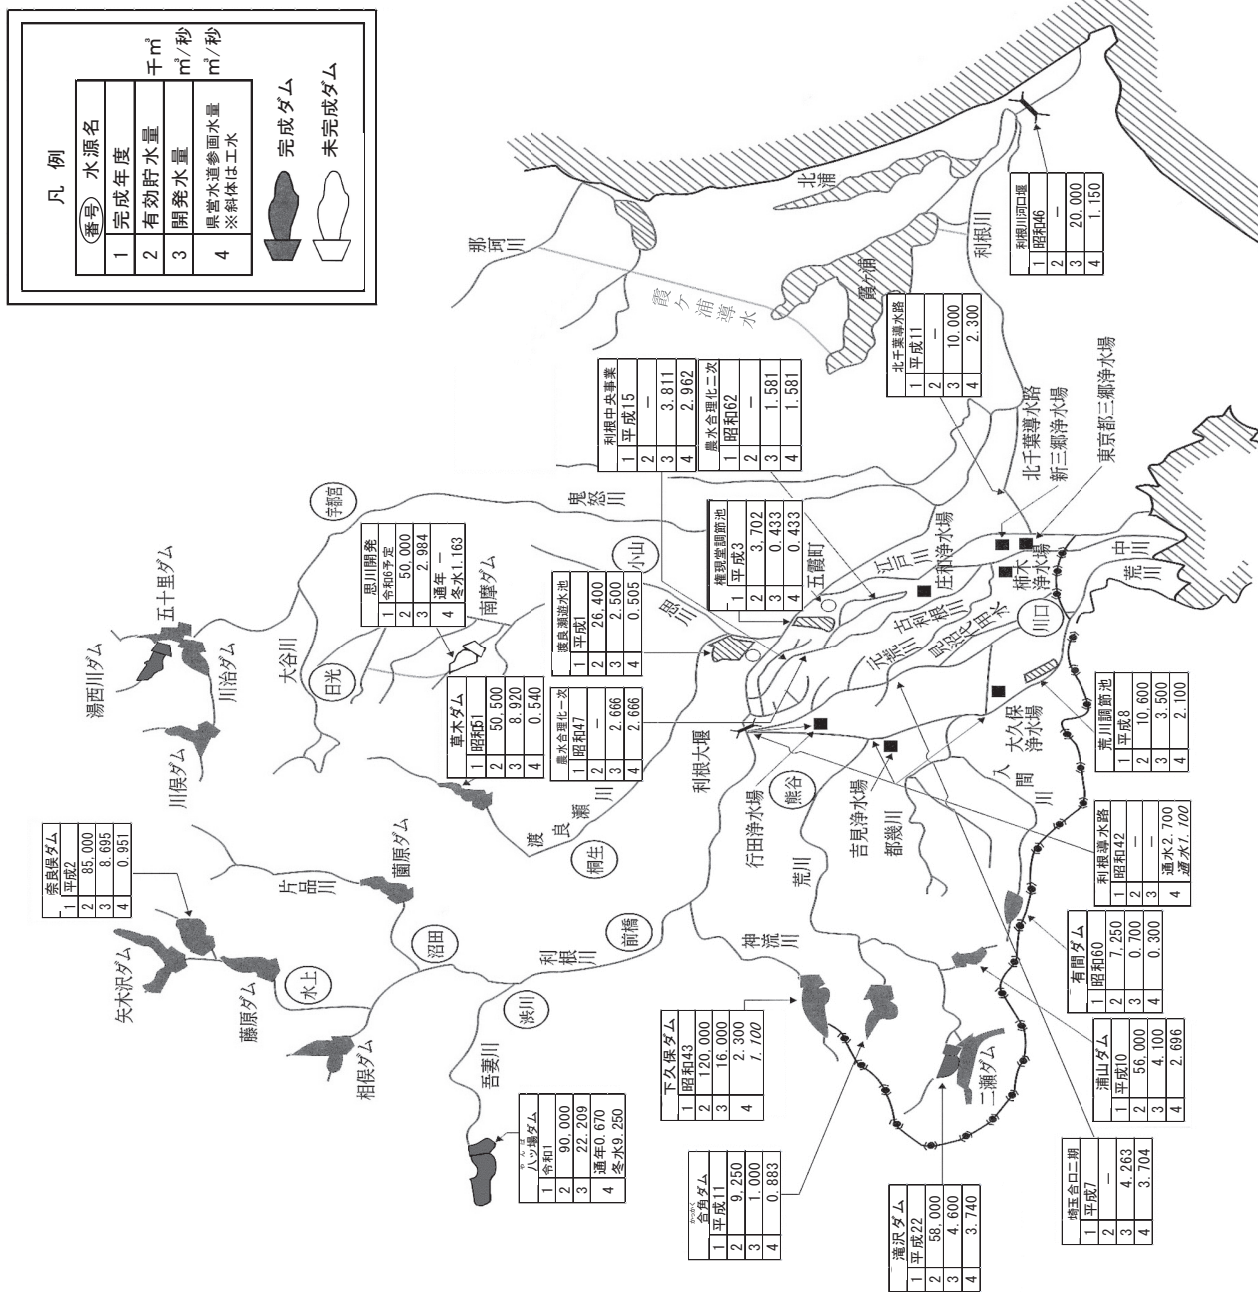 凡 例
番号 水源名
1 完成年度
2 有効貯水量 千m³
3 開発水量 m³/秒
4 県営水道参画水量 m³/秒
※斜体は工水
完成ダム
未完成ダム
奈良俣ダム
1 平成2
2 85,000
3 8.695
4 0.951
矢木沢ダム
藤原ダム
水上
相俣ダム
片品川
薗原ダム
沼田
利根川
渋川
前橋
吾妻川
やんば
八ッ場ダム
1 令和1
2 90,000
3 22.209
4 通年0.670
冬水9.250
湯西川ダム
五十里ダム
川治ダム
川俣ダム
大谷川
日光
宇都宮
鬼怒川
思川開発
1 令和6予定
2 50,000
3 2.984
4 通年 －
冬水1.163
南摩ダム
草木ダム
1 昭和51
2 50,500
3 8.920
4 0.540
渡良瀬川
桐生
小山
思川
渡良瀬遊水池
1 平成1
2 26,400
3 2.500
4 0.505
農水合理化一次
1 昭和47
2 －
3 2.666
4 2.666
利根中央事業
1 平成15
2 －
3 3.811
4 2.962
農水合理化二次
1 昭和62
2 －
3 1.581
4 1.581
権現堂調節池
1 平成3
2 3,702
3 0.433
4 0.433
五霞町
那珂川
霞ヶ浦導水
霞ヶ浦
北浦
利根川
利根川河口堰
1 昭和46
2 －
3 20.000
4 1.150
北千葉導水路
1 平成11
2 －
3 10.000
4 2.300
北千葉導水路
新三郷浄水場
東京都三郷浄水場
江戸川
庄和浄水場
古利根川
元荒川
見沼代用水
柿木浄水場
中川
荒川
川口
利根大堰
行田浄水場
熊谷
吉見浄水場
都幾川
荒川
入間川
大久保浄水場
荒川調節池
1 平成8
2 10,600
3 3.500
4 2.100
利根導水路
1 昭和42
2 －
3 －
4 通水2.700
通水1.100
有間ダム
1 昭和60
2 7,250
3 0.700
4 0.300
浦山ダム
1 平成10
2 56,000
3 4.100
4 2.696
神流川
下久保ダム
1 昭和43
2 120,000
3 16.000
4 2.300
1.100
かっかく
合角ダム
1 平成11
2 9,250
3 1.000
4 0.883
二瀬ダム
滝沢ダム
1 平成22
2 58,000
3 4.600
4 3.740
埼玉合口二期
1 平成7
2 －
3 4.263
4 3.704